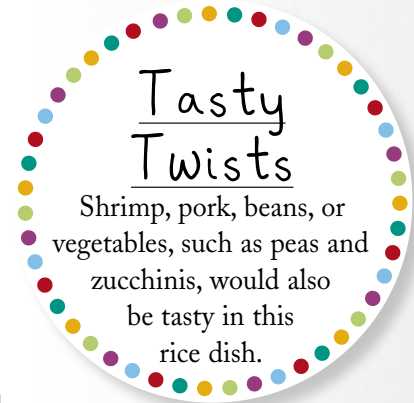 Tasty
Twists
Shrimp, pork, beans, or
vegetables, such as peas and
zucchinis, would also
be tasty in this
rice dish.